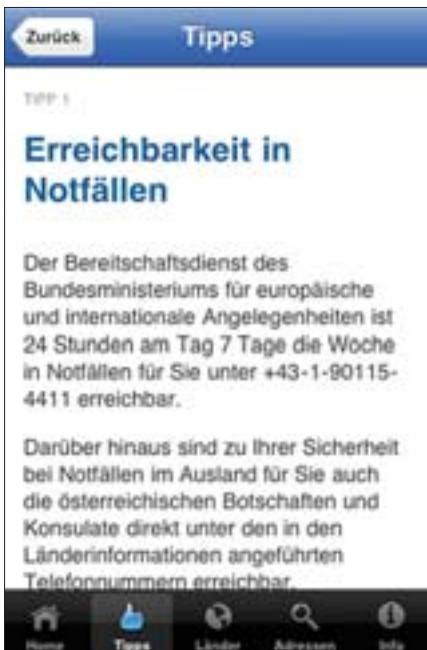 Zurück
Tipps
TIPP 1
Erreichbarkeit in
Notfällen
Der Bereitschaftsdienst des
Bundesministeriums für europäische
und internationale Angelegenheiten ist
24 Stunden am Tag 7 Tage die Woche
in Notfällen für Sie unter +43-1-90115-
4411 erreichbar.
Darüber hinaus sind zu Ihrer Sicherheit
bei Notfällen im Ausland für Sie auch
die österreichischen Botschaften und
Konsulate direkt unter den in den
Länderinformationen angeführten
Telefonnummern erreichbar.
Home
Tipps
Länder
Adressen
Info